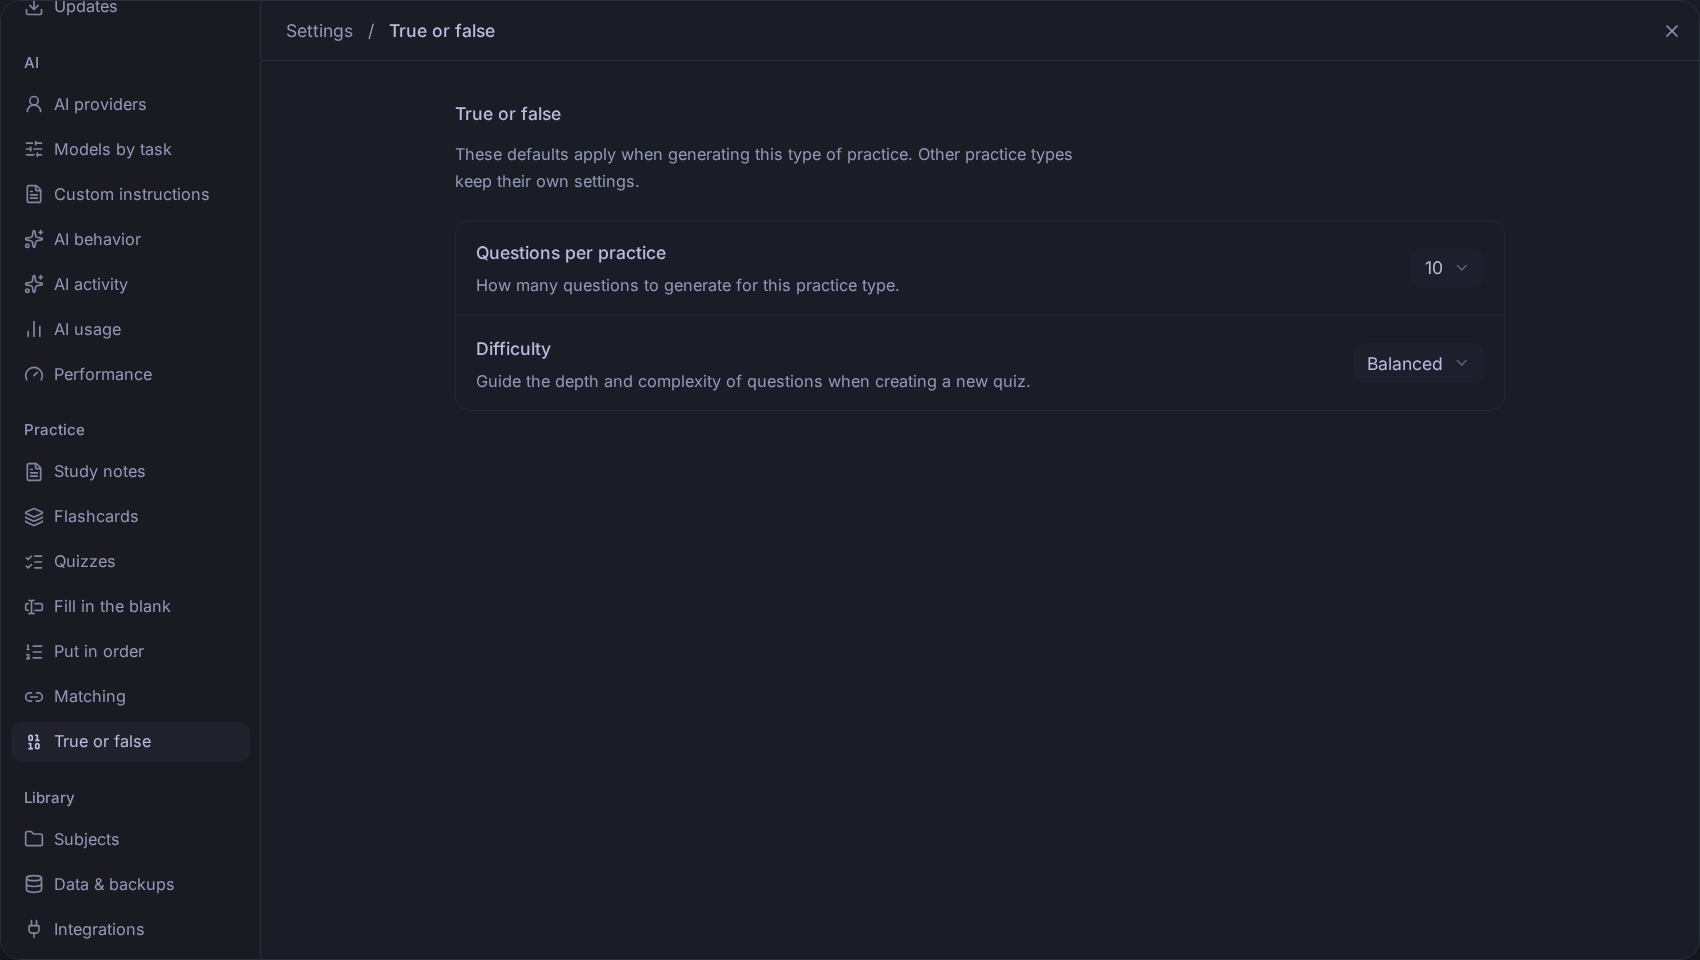 Updates
AI
AI providers
Models by task
Custom instructions
AI behavior
AI activity
AI usage
Performance
Practice
Study notes
Flashcards
Quizzes
Fill in the blank
Put in order
Matching
True or false
Library
Subjects
Data & backups
Integrations
Settings / True or false
True or false
These defaults apply when generating this type of practice. Other practice types
keep their own settings.
Questions per practice
How many questions to generate for this practice type.
10
Difficulty
Guide the depth and complexity of questions when creating a new quiz.
Balanced